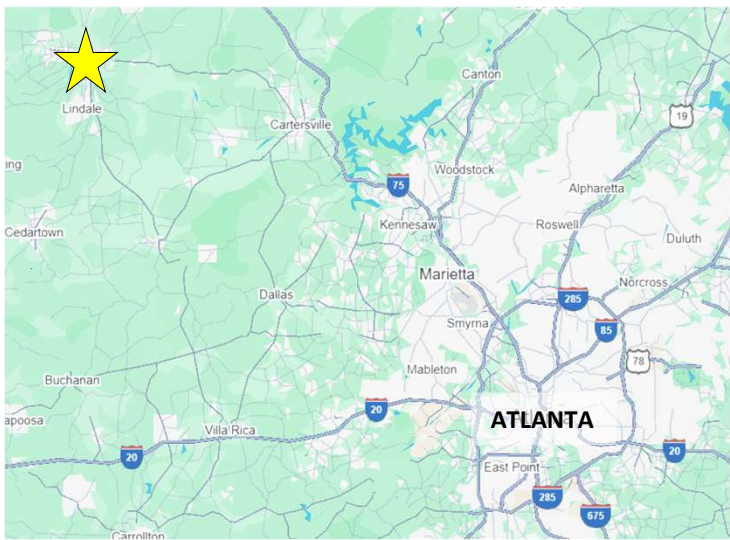 Canton
Lindale
19
Cartersville
ing
Woodstock
75
Alpharetta
Cedartown
Kennesaw
Roswell
Duluth
Marietta
Norcross
Dallas
285
Smyrna
85
78
Mableton
Buchanan
20
apoosa
Villa Rica
ATLANTA
20
20
East Point
285
675
Carrollton